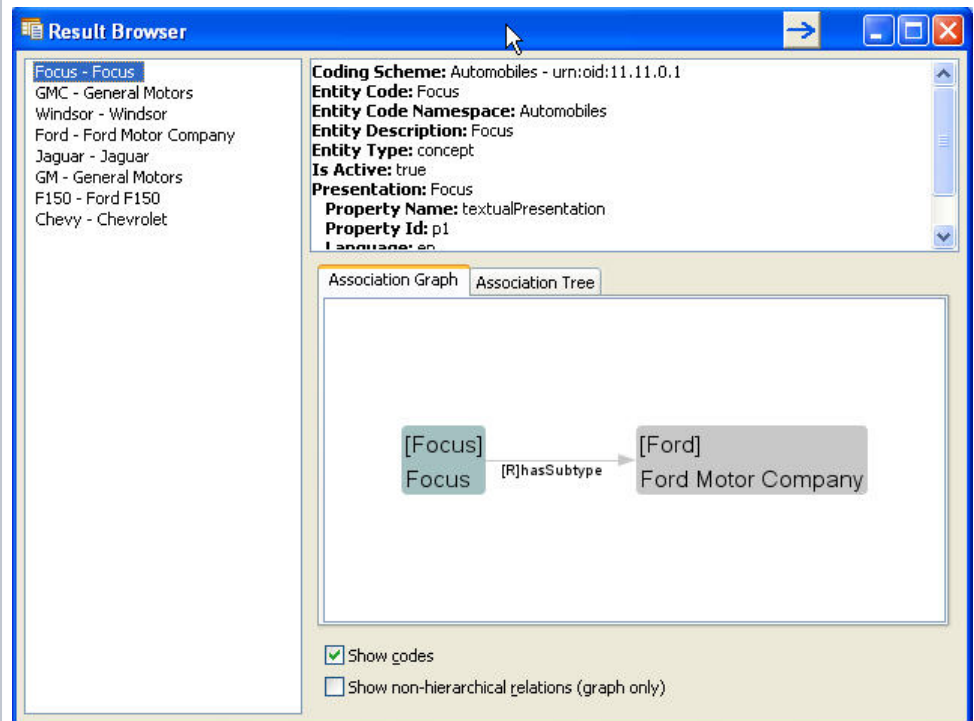 Result Browser
Focus - Focus
GMC - General Motors
Windsor - Windsor
Ford - Ford Motor Company
Jaguar - Jaguar
GM - General Motors
F150 - Ford F150
Chevy - Chevrolet
Coding Scheme: Automobiles - urn:oid:11.11.0.1
Entity Code: Focus
Entity Code Namespace: Automobiles
Entity Description: Focus
Entity Type: concept
Is Active: true
Presentation: Focus
Property Name: textualPresentation
Property Id: p1
Language: en
Association Graph
Association Tree
[Focus]
Focus
[R]hasSubtype
[Ford]
Ford Motor Company
Show codes
Show non-hierarchical relations (graph only)